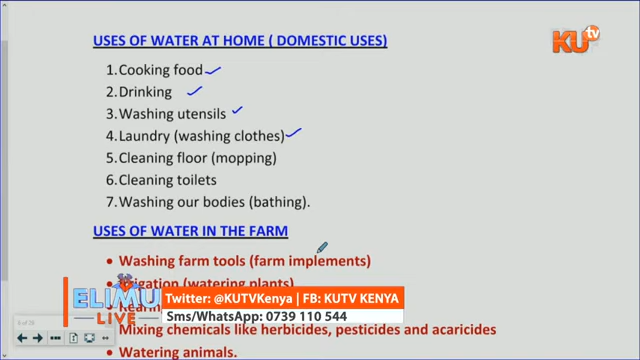 USES OF WATER AT HOME ( DOMESTIC USES)
KU tv
1. Cooking food
2. Drinking
3. Washing utensils
4. Laundry (washing clothes)
5. Cleaning floor (mopping)
6. Cleaning toilets
7. Washing our bodies (bathing).
USES OF WATER IN THE FARM
• Washing farm tools (farm implements)
• Irrigation (watering plants)
ELIMU LIVE
Twitter: @KUTVKenya | FB: KUTV KENYA
Sms/WhatsApp: 0739 110 544
Mixing chemicals like herbicides, pesticides and acaricides
• Watering animals.